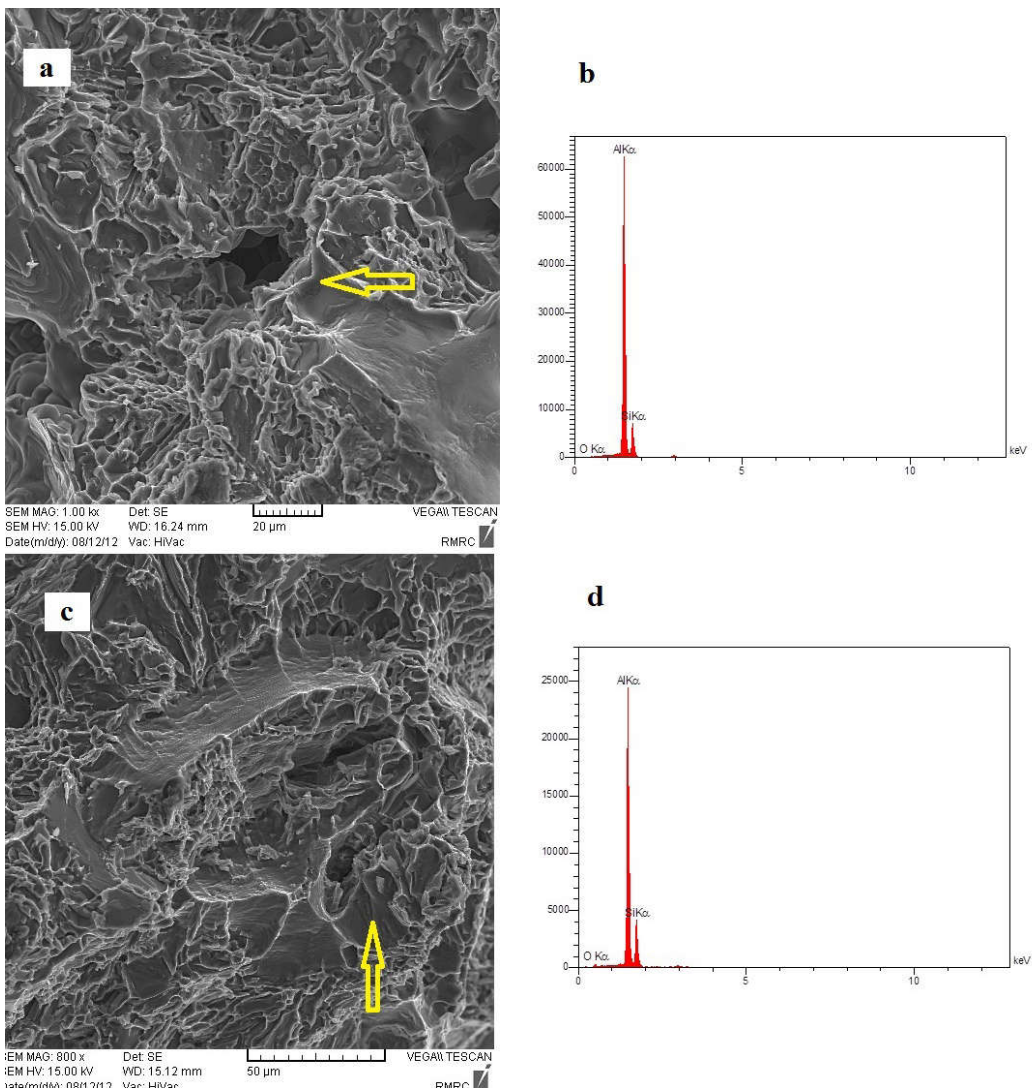 a
SEM MAG: 1.00 kx Det: SE VEGA\\ TESCAN
SEM HV: 15.00 kV WD: 16.24 mm 20 µm
Date(m/d/y): 08/12/12 Vac: HiVac RMRC
b
AlKα
60000
50000
40000
30000
20000
10000
SiKα
O Kα
0
0 5 10 keV
c
SEM MAG: 800 x Det: SE VEGA\\ TESCAN
SEM HV: 15.00 kV WD: 15.12 mm 50 µm
Date(m/d/y): 08/12/12 Vac: HiVac RMRC
d
AlKα
25000
20000
15000
10000
5000
SiKα
O Kα
0
0 5 10 keV